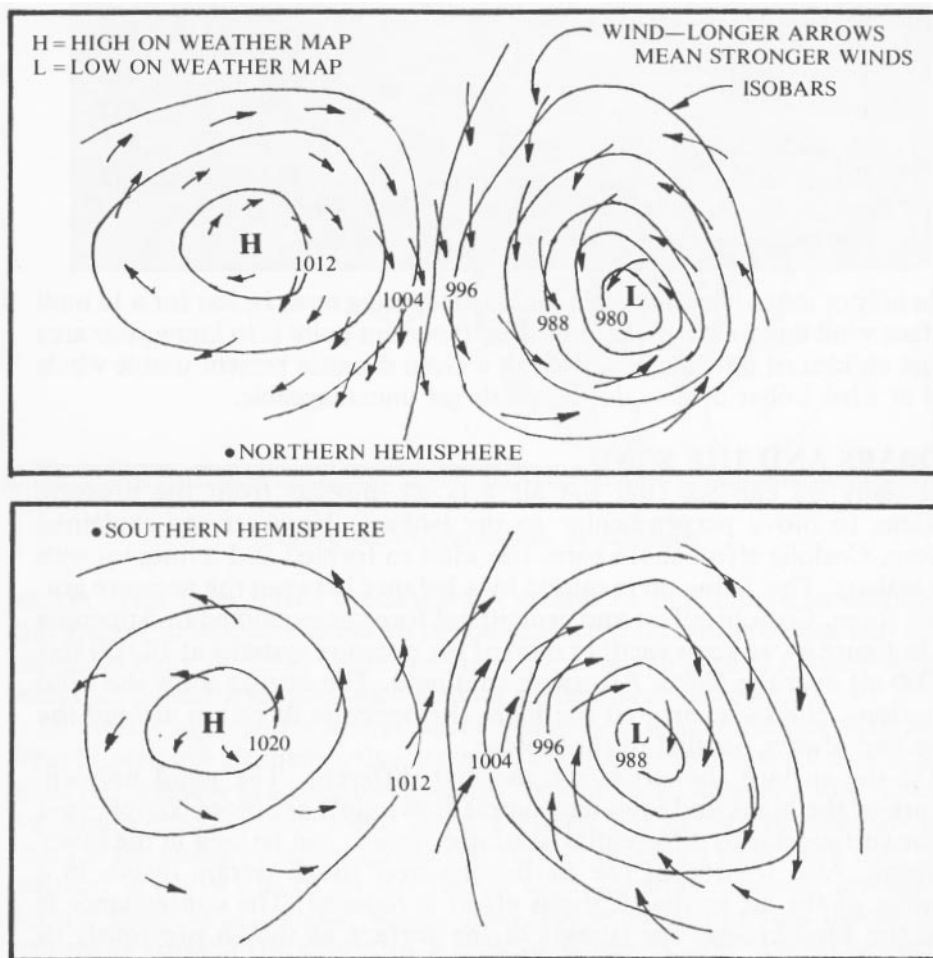 H = HIGH ON WEATHER MAP
L = LOW ON WEATHER MAP
WIND—LONGER ARROWS
MEAN STRONGER WINDS
ISOBARS
H
1012
1004
996
988
980
L
●NORTHERN HEMISPHERE
●SOUTHERN HEMISPHERE
H
1020
1012
1004
996
L
988